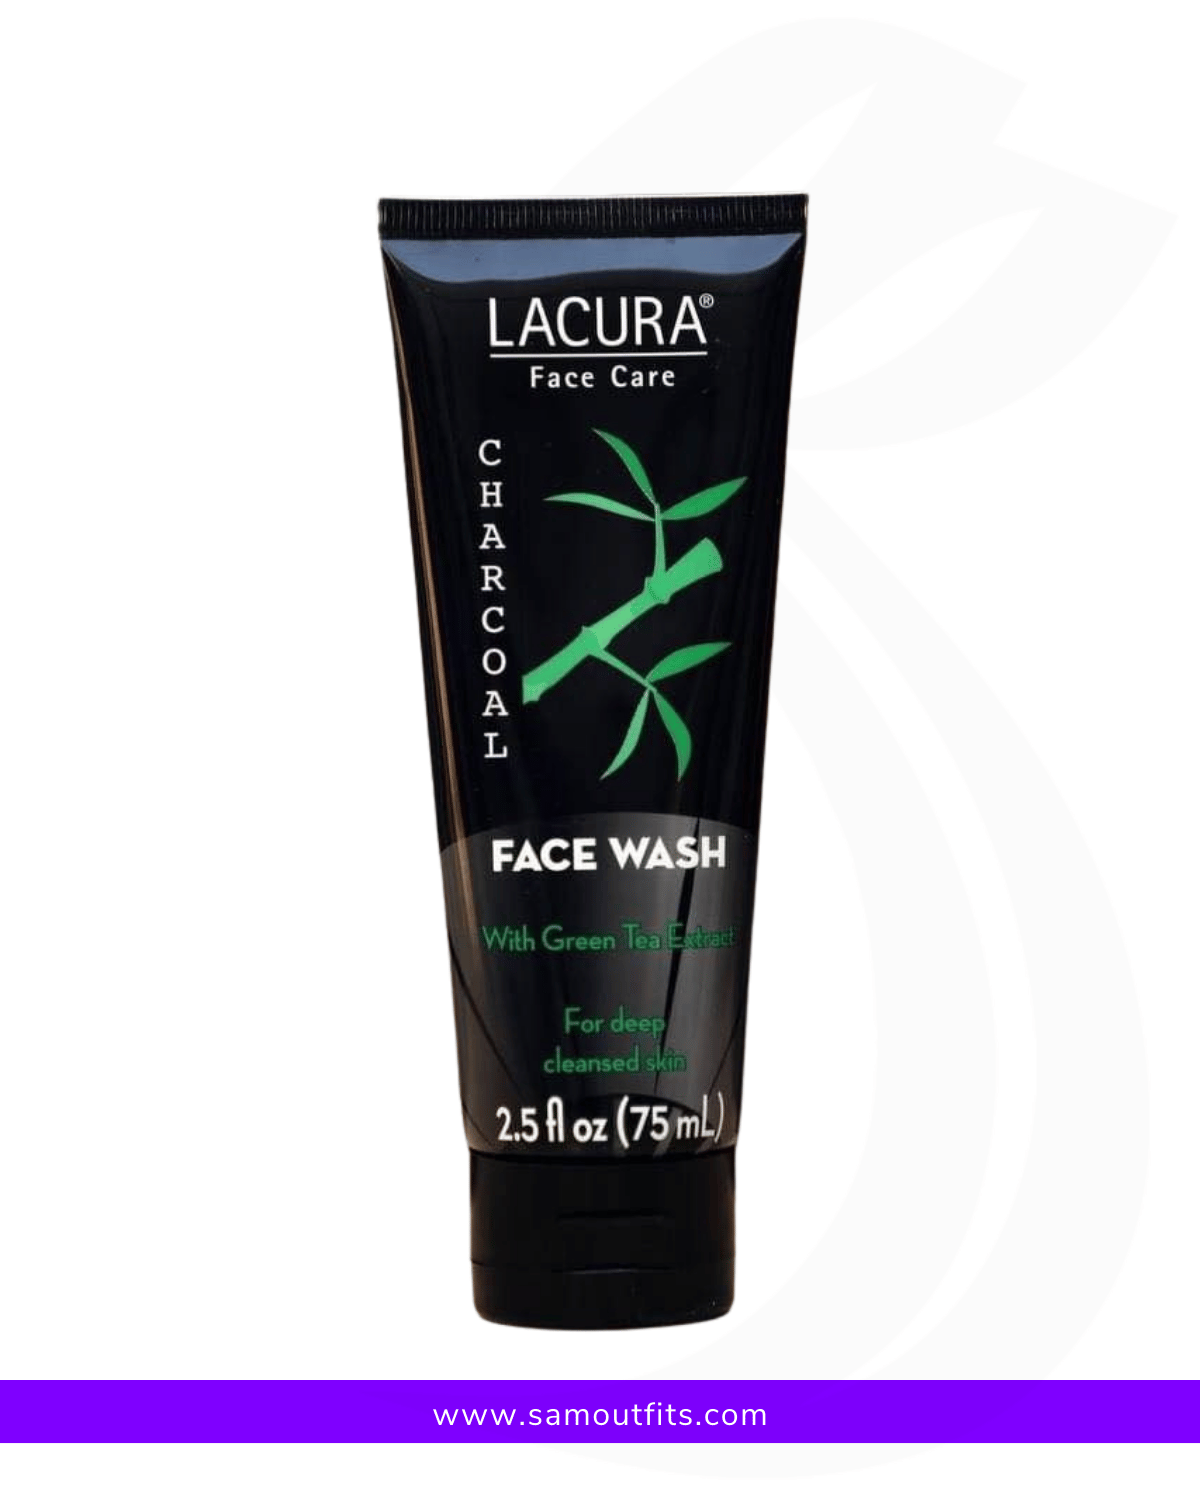 LACURA®
Face Care
CHARCOAL
FACE WASH
With Green Tea Extract
For deep
cleansed skin
2.5 fl oz (75 mL)
www.samoutfits.com